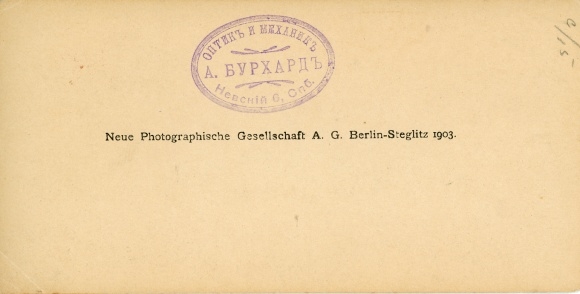 ОПТИКЪ И МЕХАНИКЪ
А. БУРХАРДЪ
Невскій 6, Спб.
Neue Photographische Gesellschaft A. G. Berlin-Steglitz 1903.